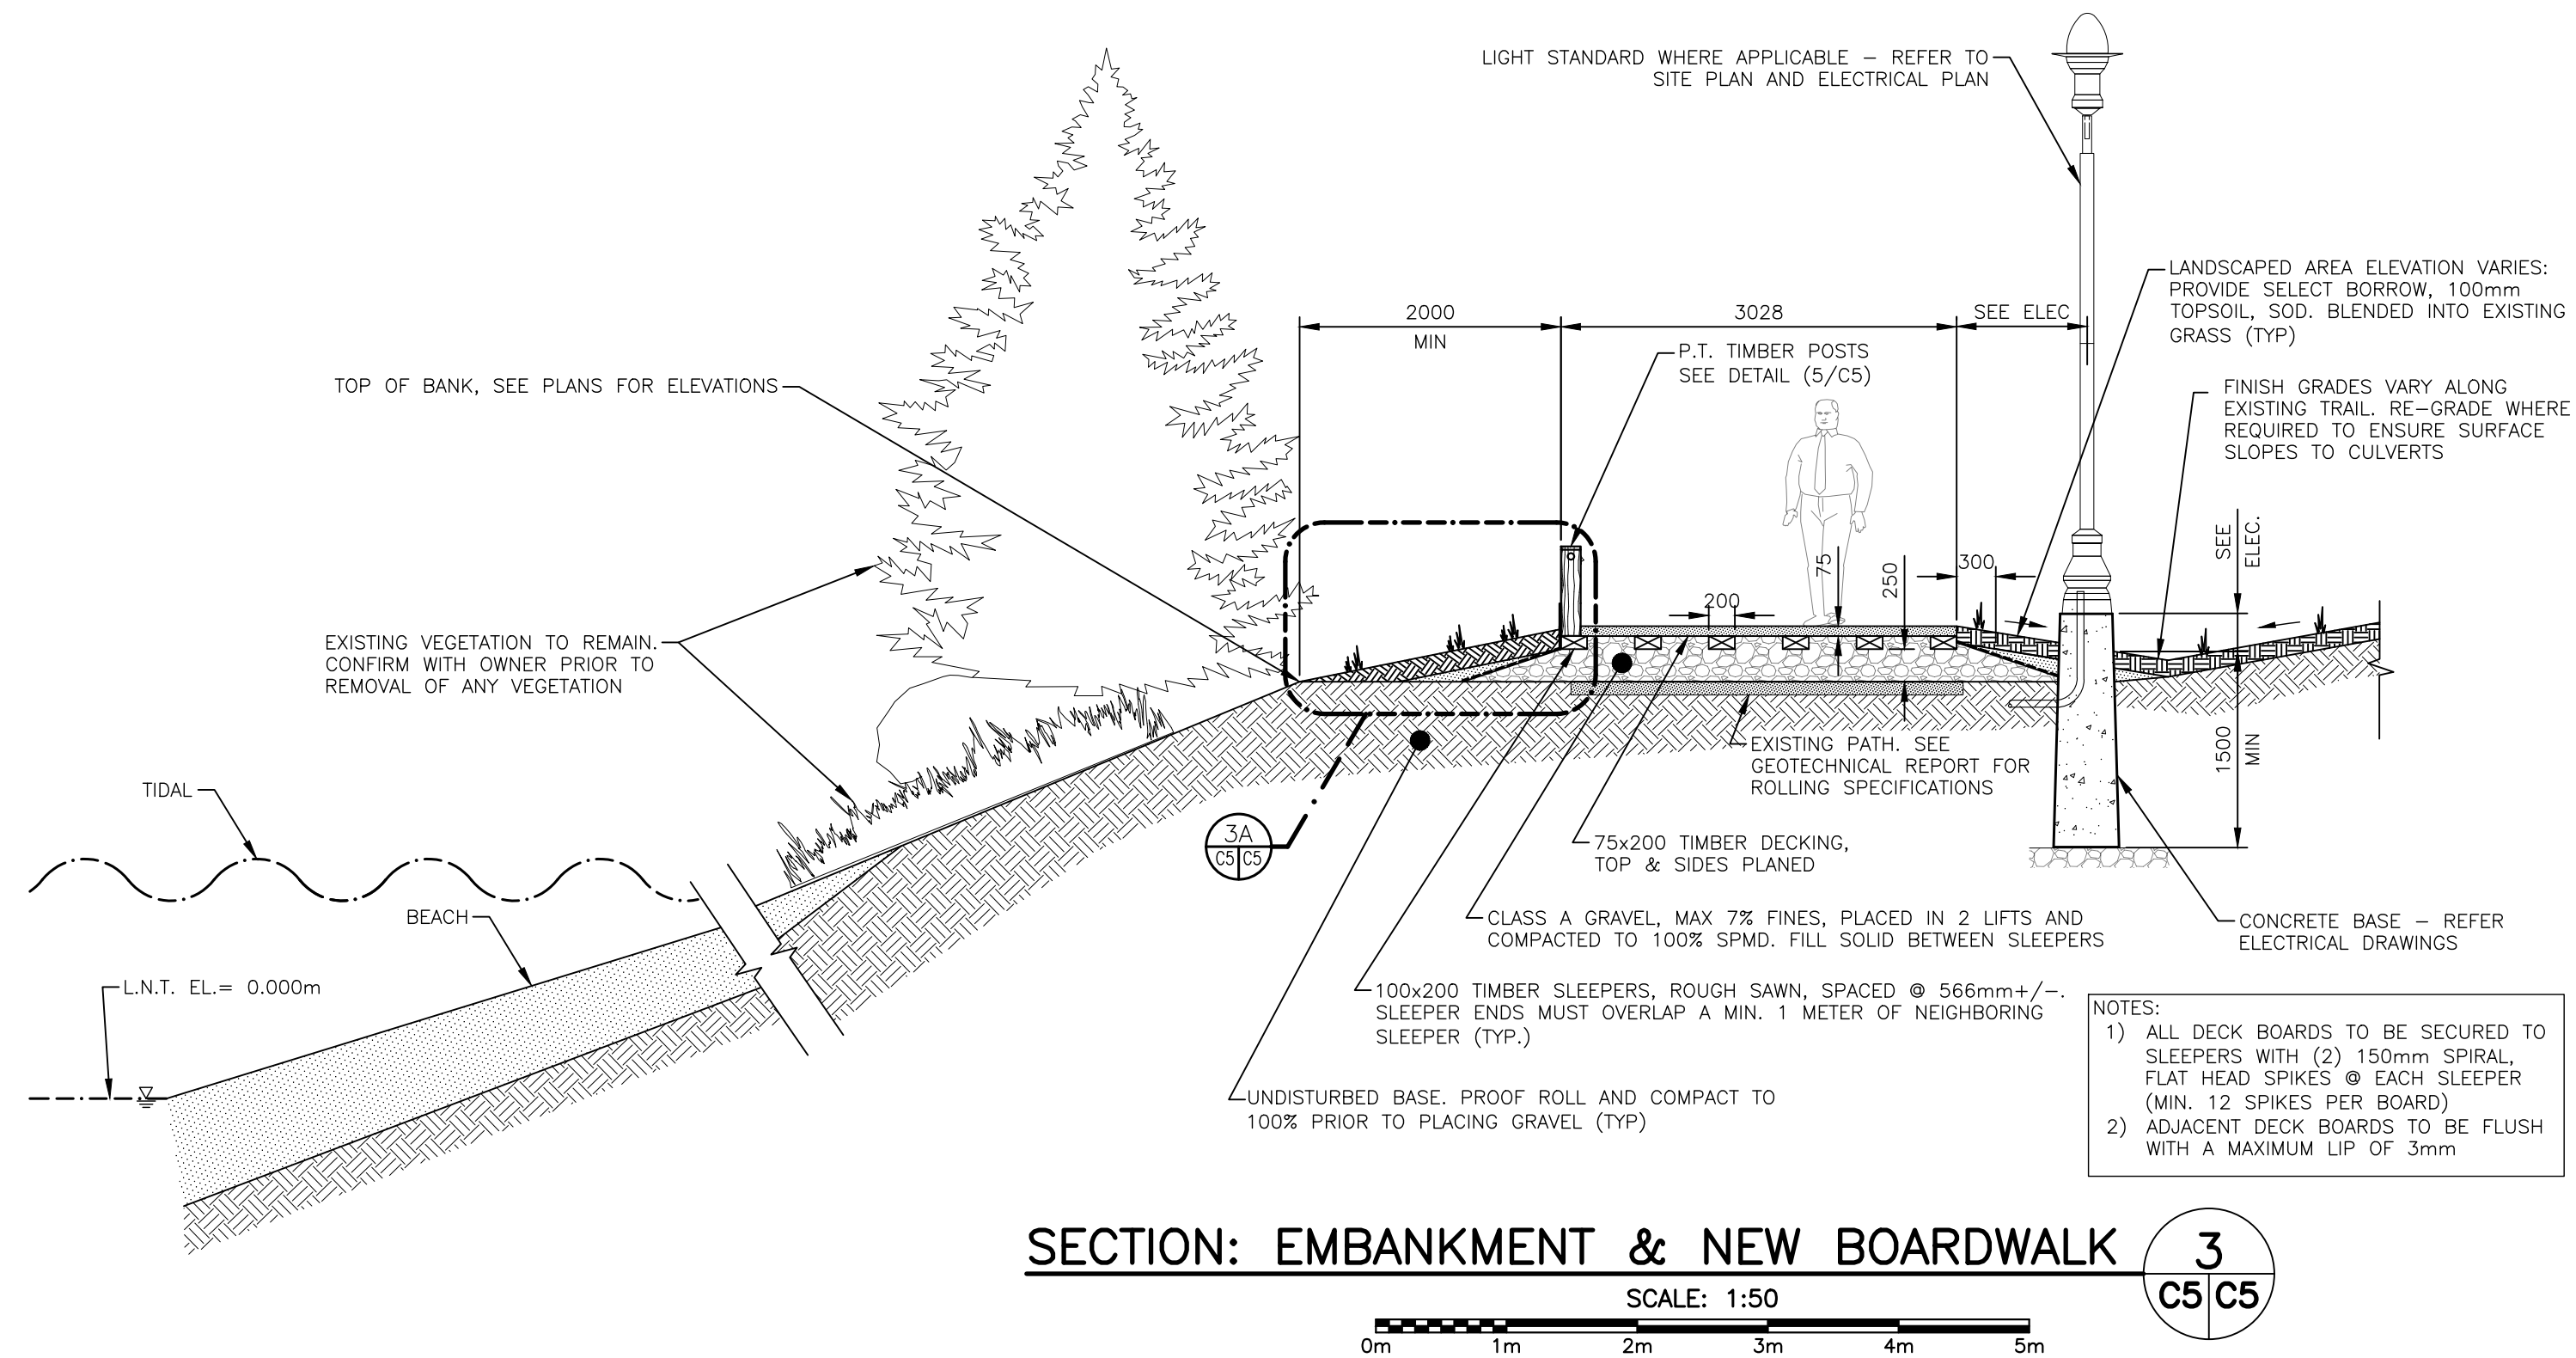 LIGHT STANDARD WHERE APPLICABLE – REFER TO
SITE PLAN AND ELECTRICAL PLAN
LANDSCAPED AREA ELEVATION VARIES:
PROVIDE SELECT BORROW, 100mm
TOPSOIL, SOD. BLENDED INTO EXISTING
GRASS (TYP)
2000
MIN
3028
SEE ELEC
P.T. TIMBER POSTS
SEE DETAIL (5/C5)
TOP OF BANK, SEE PLANS FOR ELEVATIONS
FINISH GRADES VARY ALONG
EXISTING TRAIL. RE-GRADE WHERE
REQUIRED TO ENSURE SURFACE
SLOPES TO CULVERTS
SEE
ELEC.
75
250
300
200
EXISTING VEGETATION TO REMAIN.
CONFIRM WITH OWNER PRIOR TO
REMOVAL OF ANY VEGETATION
1500
MIN
EXISTING PATH. SEE
GEOTECHNICAL REPORT FOR
ROLLING SPECIFICATIONS
TIDAL
3A
C5 C5
75x200 TIMBER DECKING,
TOP & SIDES PLANED
BEACH
CLASS A GRAVEL, MAX 7% FINES, PLACED IN 2 LIFTS AND
COMPACTED TO 100% SPMD. FILL SOLID BETWEEN SLEEPERS
CONCRETE BASE – REFER
ELECTRICAL DRAWINGS
L.N.T. EL.= 0.000m
100x200 TIMBER SLEEPERS, ROUGH SAWN, SPACED @ 566mm+/-.
SLEEPER ENDS MUST OVERLAP A MIN. 1 METER OF NEIGHBORING
SLEEPER (TYP.)
UNDISTURBED BASE. PROOF ROLL AND COMPACT TO
100% PRIOR TO PLACING GRAVEL (TYP)
NOTES:
1) ALL DECK BOARDS TO BE SECURED TO
SLEEPERS WITH (2) 150mm SPIRAL,
FLAT HEAD SPIKES @ EACH SLEEPER
(MIN. 12 SPIKES PER BOARD)
2) ADJACENT DECK BOARDS TO BE FLUSH
WITH A MAXIMUM LIP OF 3mm
SECTION: EMBANKMENT & NEW BOARDWALK
3
C5 C5
SCALE: 1:50
0m 1m 2m 3m 4m 5m